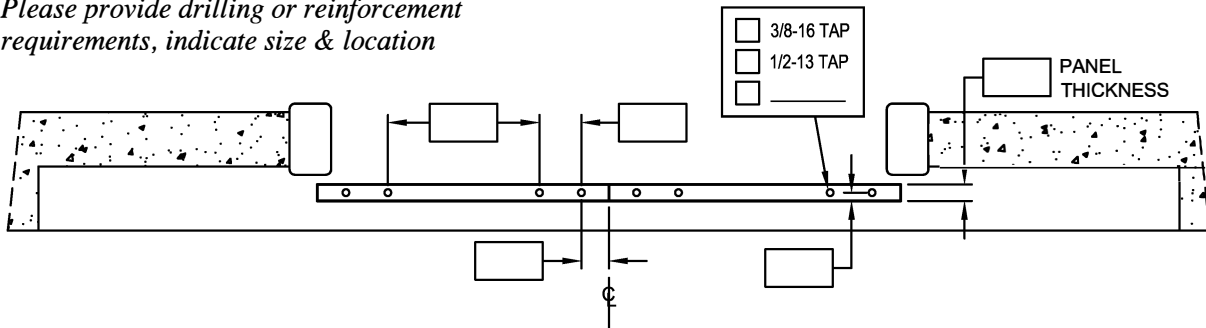 Please provide drilling or reinforcement
requirements, indicate size & location
3/8-16 TAP
1/2-13 TAP
PANEL
THICKNESS
℄